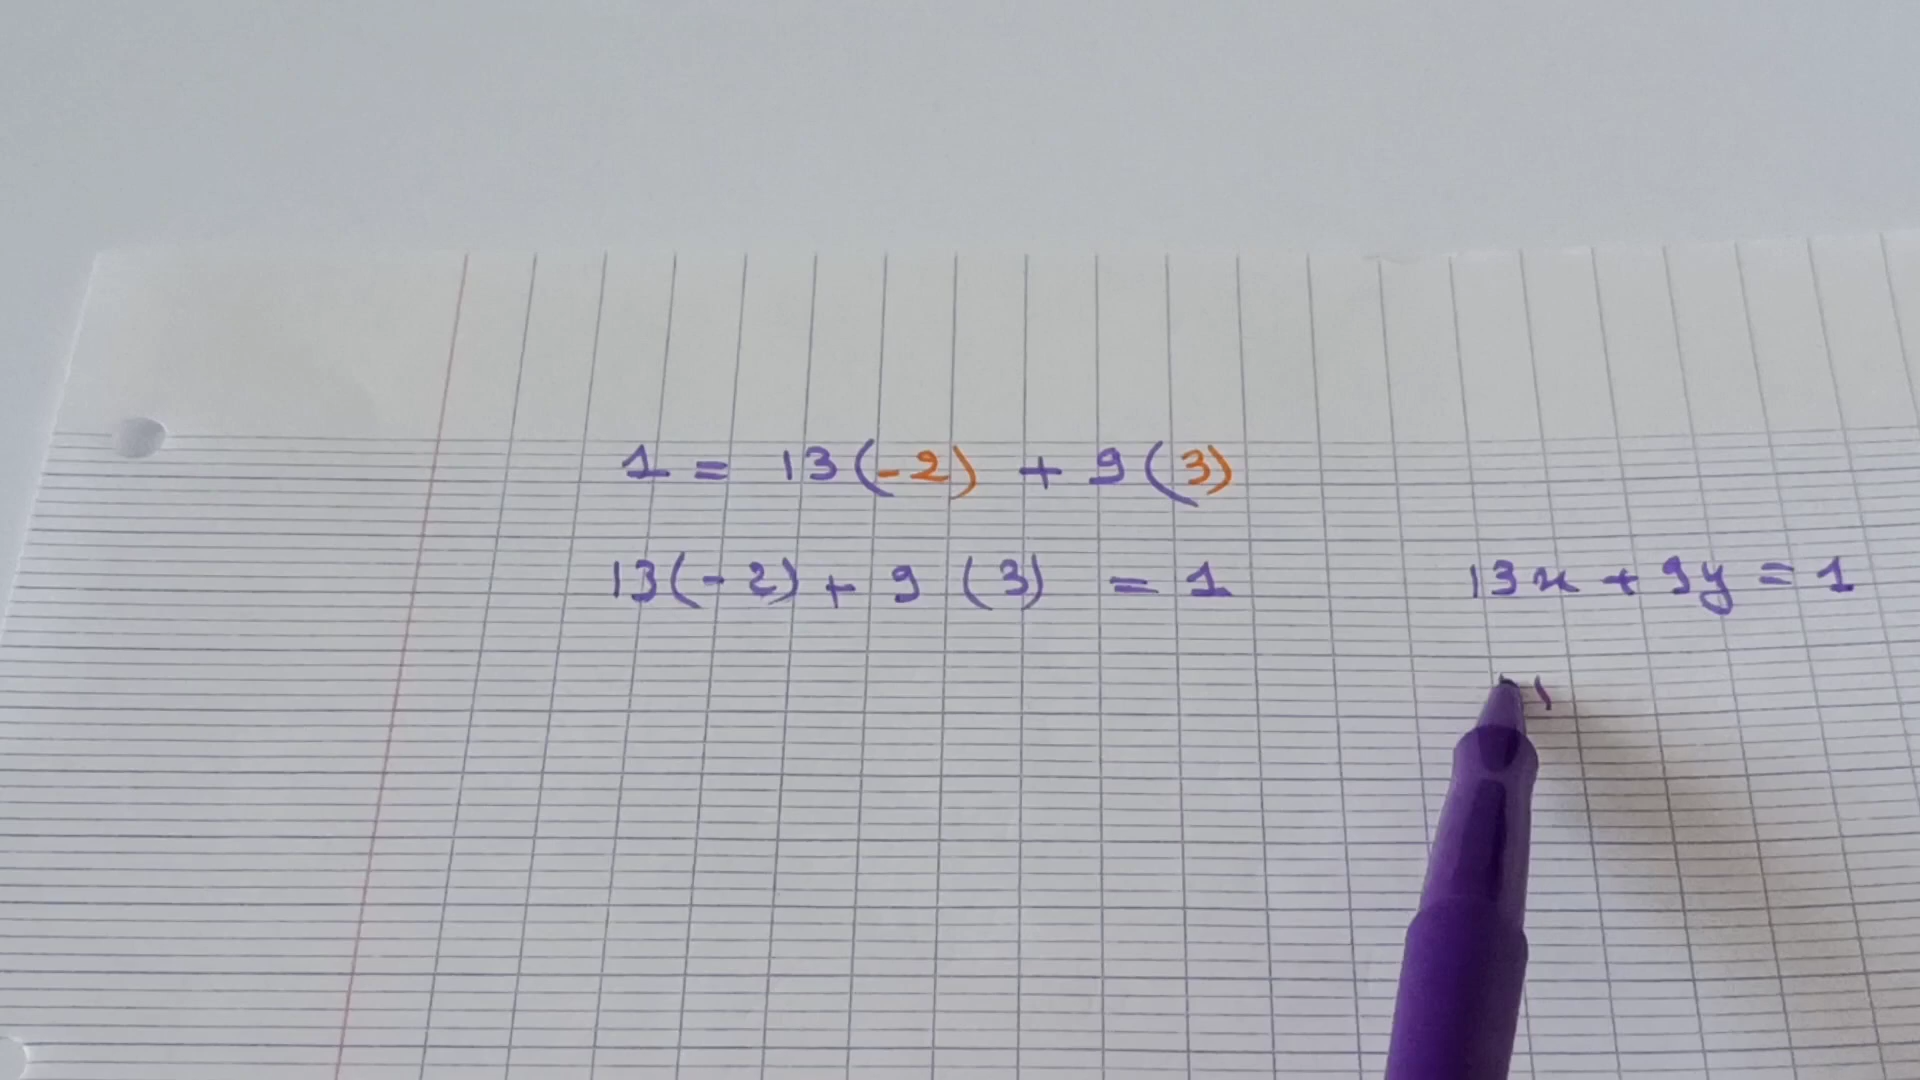 1 = 13(-2) + 9(3)
13(-2) + 9 (3) = 1
13x + 9y = 1